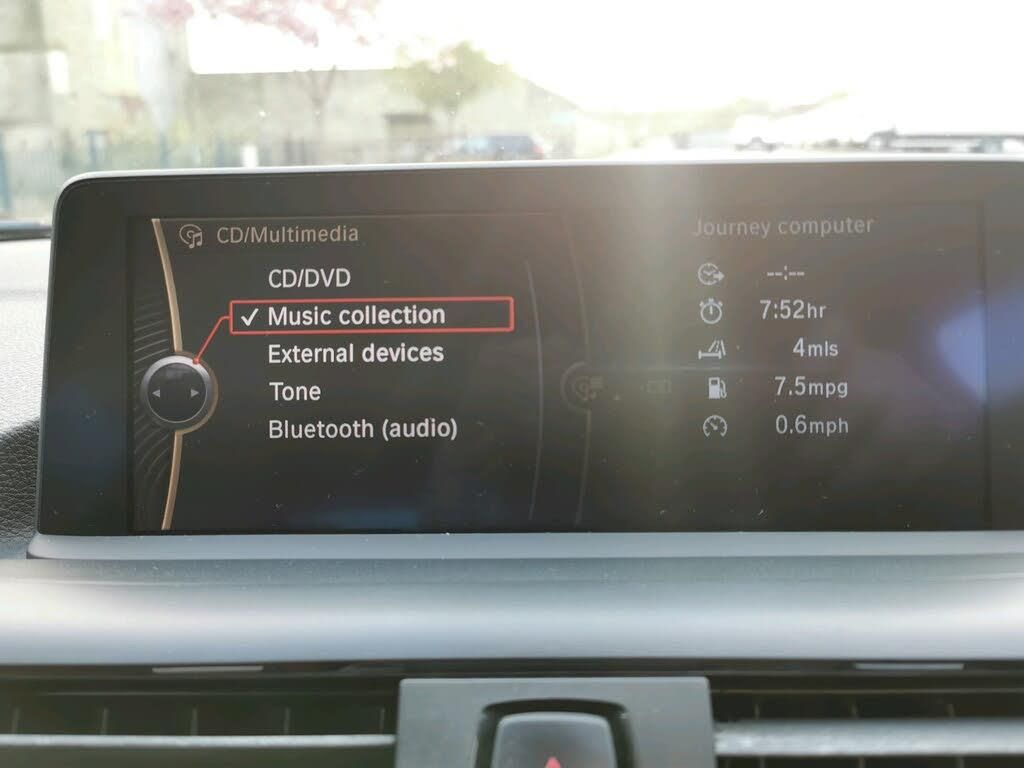 CD/Multimedia
CD/DVD
✓ Music collection
External devices
Tone
Bluetooth (audio)
Journey computer
--:--
7:52hr
4mls
7.5mpg
0.6mph